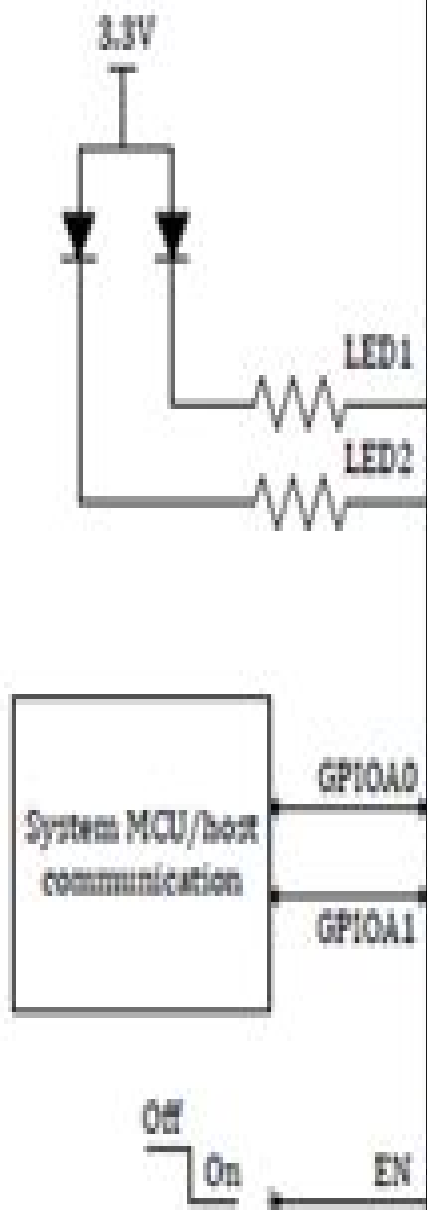 3.3V
LED1
LED2
GPIOA0
System MCU/host
communication
GPIOA1
Off
On
EN